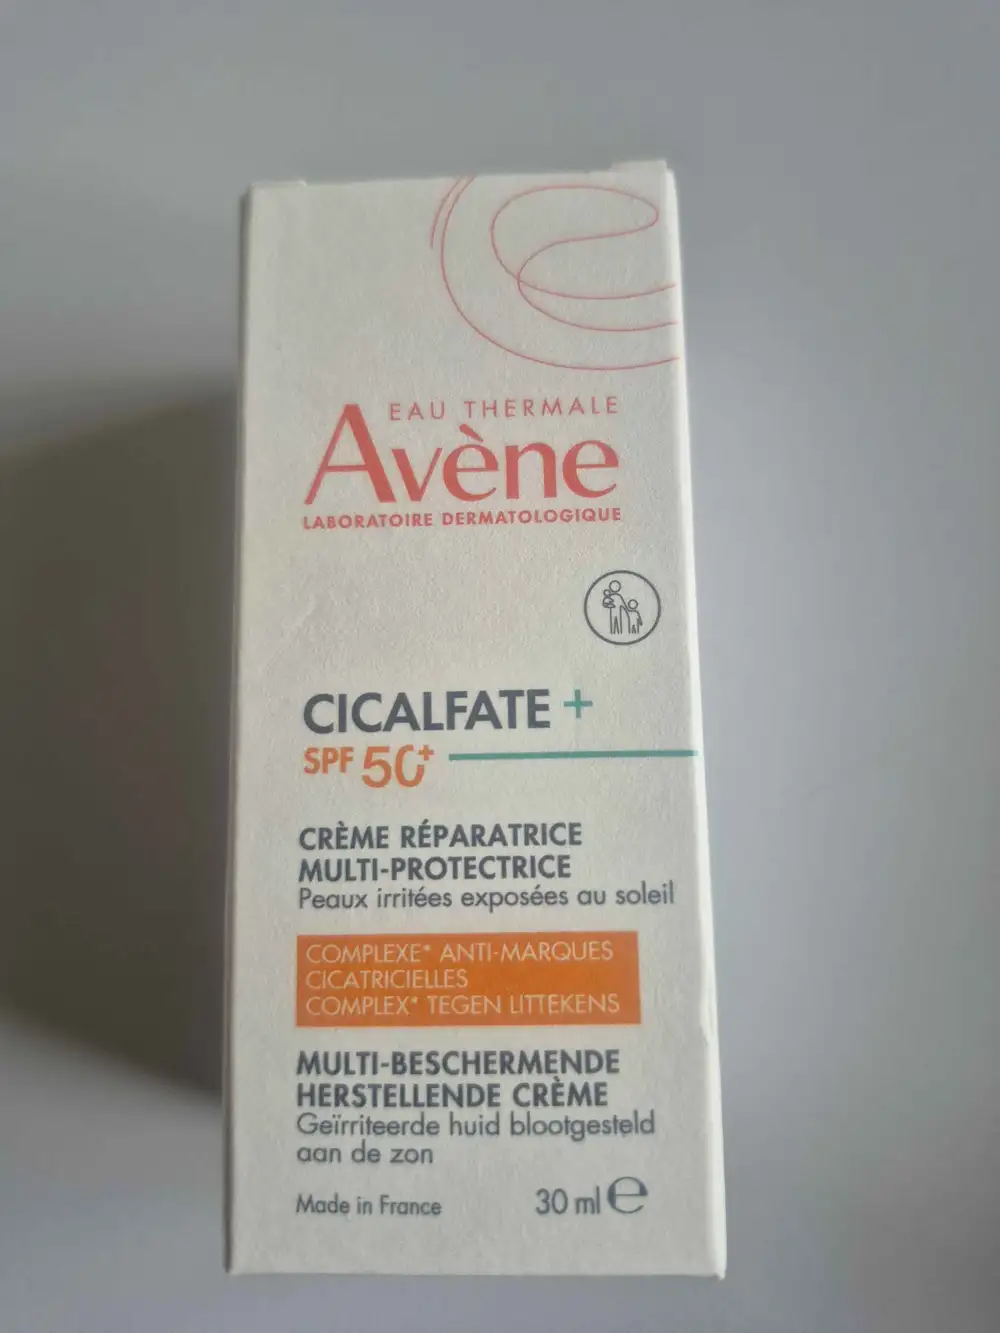 EAU THERMALE
Avène
LABORATOIRE DERMATOLOGIQUE
CICALFATE +
SPF 50+
CRÈME RÉPARATRICE
MULTI-PROTECTRICE
Peaux irritées exposées au soleil
COMPLEXE* ANTI-MARQUES
CICATRICIELLES
COMPLEX* TEGEN LITTEKENS
MULTI-BESCHERMENDE
HERSTELLENDE CRÈME
Geïrriteerde huid blootgesteld
aan de zon
Made in France 30 ml ℮